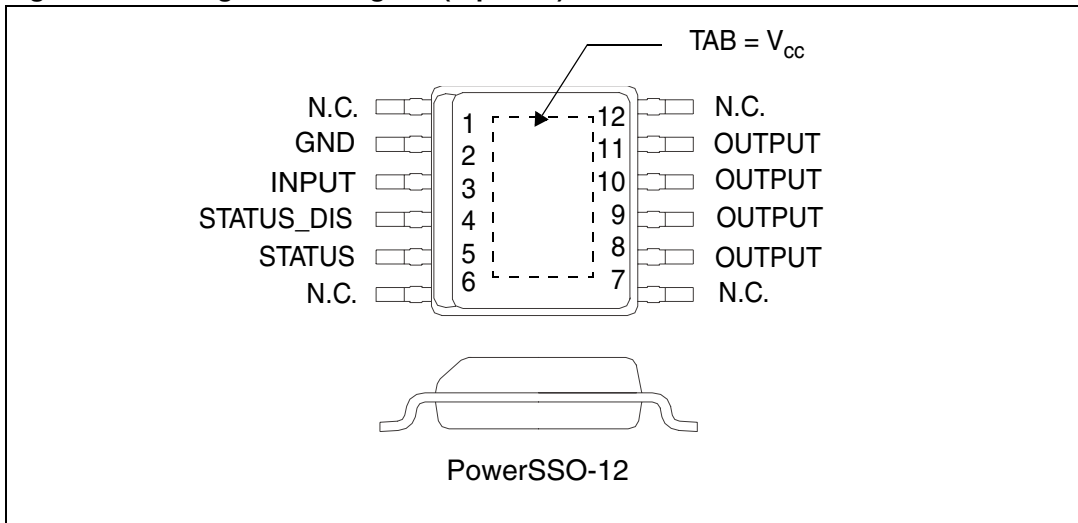 TAB = Vcc
N.C. 1 12 N.C.
GND 2 11 OUTPUT
INPUT 3 10 OUTPUT
STATUS_DIS 4 9 OUTPUT
STATUS 5 8 OUTPUT
N.C. 6 7 N.C.
PowerSSO-12